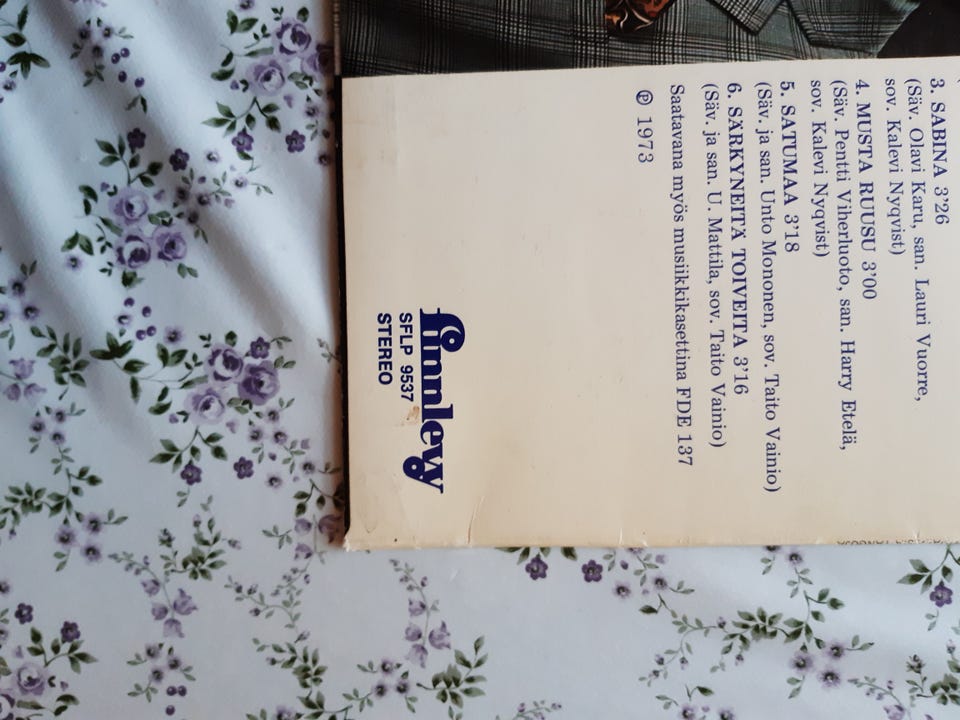 3. SABINA 3'26
(Säv. Olavi Karu, san. Lauri Vuorre,
sov. Kalevi Nyqvist)
4. MUSTA RUUSU 3'00
(Säv. Pentti Viherluoto, san. Harry Etelä,
sov. Kalevi Nyqvist)
5. SATUMAA 3'18
(Säv. ja san. Unto Mononen, sov. Taito Vainio)
6. SÄRKYNEITÄ TOIVEITA 3'16
(Säv. ja san. U. Mattila, sov. Taito Vainio)
Saatavana myös musiikkikasettina FDE 137
℗ 1973
finnlevy
SFLP 9537
STEREO